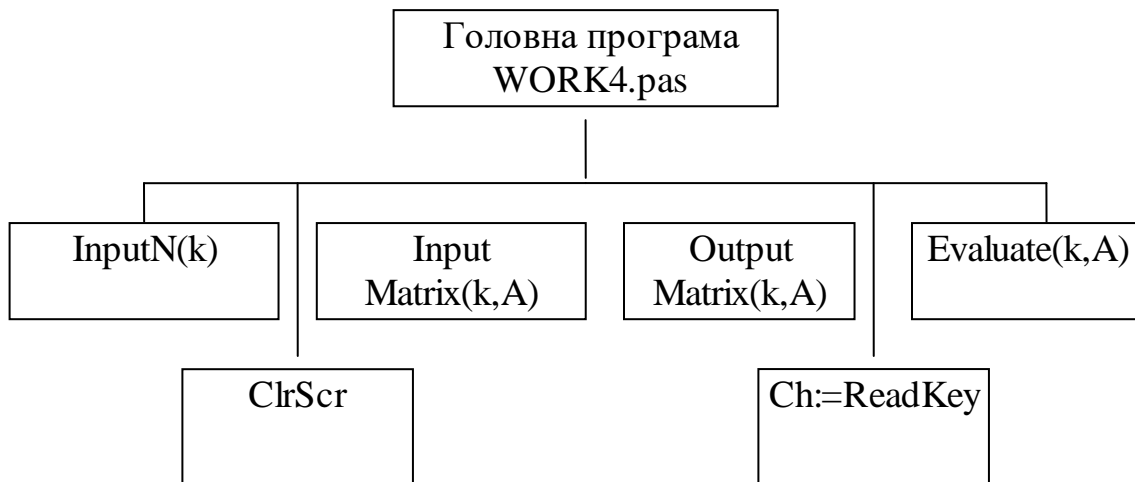 Головна програма
WORK4.pas
InputN(k)
Input
Matrix(k,A)
Output
Matrix(k,A)
Evaluate(k,A)
ClrScr
Ch:=ReadKey